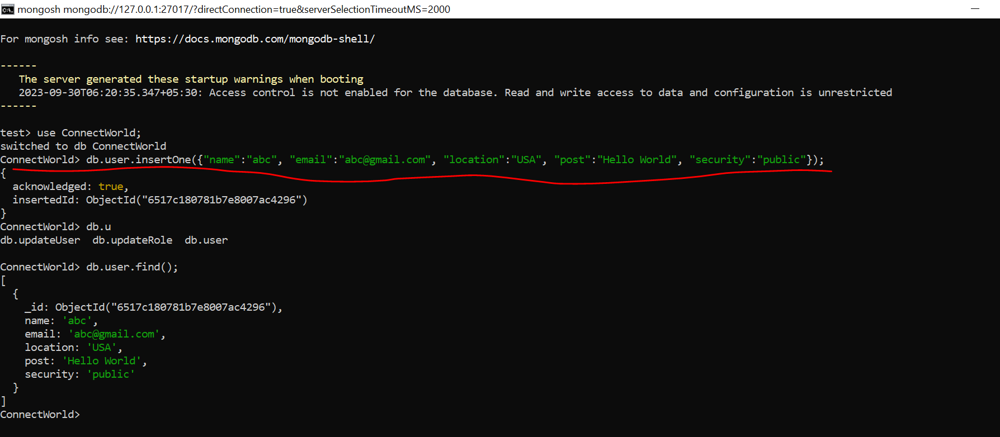 mongosh mongodb://127.0.0.1:27017/?directConnection=true&serverSelectionTimeoutMS=2000
For mongosh info see: https://docs.mongodb.com/mongodb-shell/
------
The server generated these startup warnings when booting
2023-09-30T06:20:35.347+05:30: Access control is not enabled for the database. Read and write access to data and configuration is unrestricted
------
test> use ConnectWorld;
switched to db ConnectWorld
ConnectWorld> db.user.insertOne({"name":"abc", "email":"abc@gmail.com", "location":"USA", "post":"Hello World", "security":"public"});
{
acknowledged: true,
insertedId: ObjectId("6517c180781b7e8007ac4296")
}
ConnectWorld> db.u
db.updateUser db.updateRole db.user
ConnectWorld> db.user.find();
[
{
_id: ObjectId("6517c180781b7e8007ac4296"),
name: 'abc',
email: 'abc@gmail.com',
location: 'USA',
post: 'Hello World',
security: 'public'
}
]
ConnectWorld>